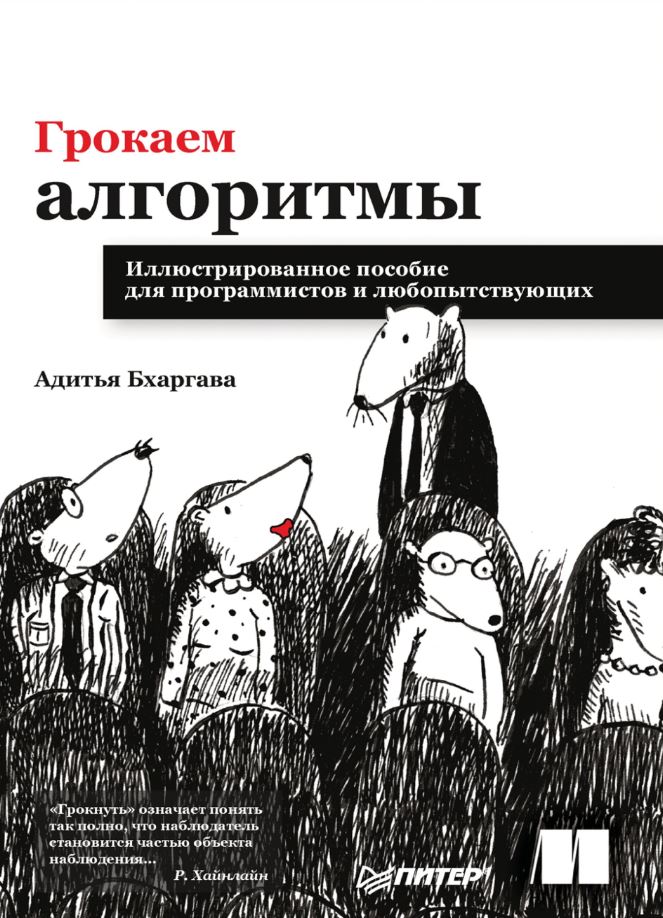 Грокаем
алгоритмы
Иллюстрированное пособие
для программистов и любопытствующих
Адитья Бхаргава
«Грокнуть» означает понять
так полно, что наблюдатель
становится частью объекта
наблюдения...
Р. Хайнлайн
ПИТЕР®